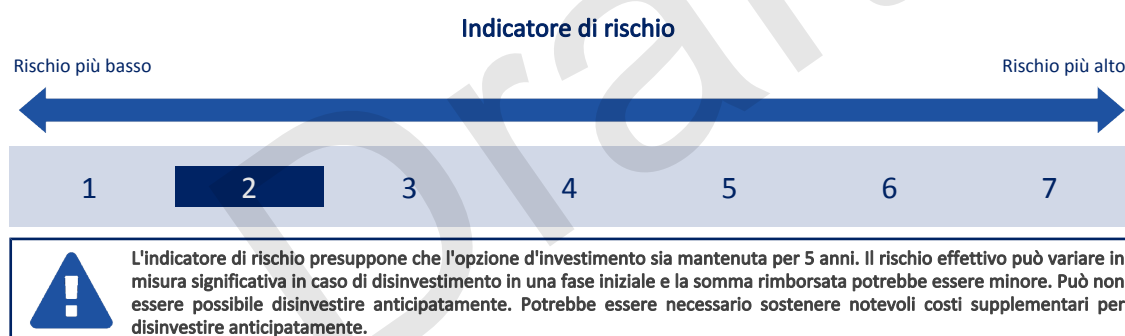 Indicatore di rischio
Rischio più basso Rischio più alto
1 2 3 4 5 6 7
L'indicatore di rischio presuppone che l'opzione d'investimento sia mantenuta per 5 anni. Il rischio effettivo può variare in
misura significativa in caso di disinvestimento in una fase iniziale e la somma rimborsata potrebbe essere minore. Può non
essere possibile disinvestire anticipatamente. Potrebbe essere necessario sostenere notevoli costi supplementari per
disinvestire anticipatamente.